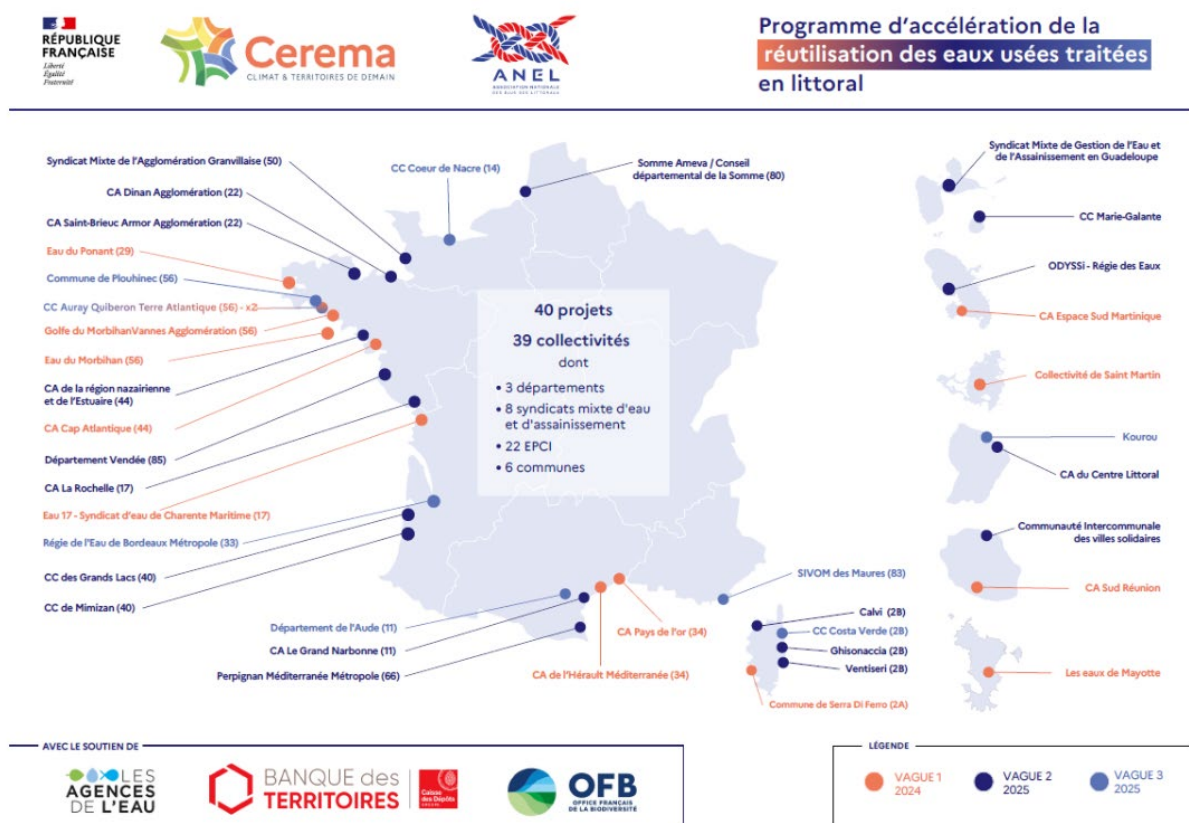 RÉPUBLIQUE
FRANÇAISE
Liberté
Égalité
Fraternité
Cerema
CLIMAT & TERRITOIRES DE DEMAIN
ANEL
ASSOCIATION NATIONALE
DES ÉLUS DES LITTORAUX
Programme d'accélération de la
réutilisation des eaux usées traitées
en littoral
Syndicat Mixte de l'Agglomération Granvillaise (50)
CA Dinan Agglomération (22)
CA Saint-Brieuc Armor Agglomération (22)
Eau du Ponant (29)
Commune de Plouhinec (56)
CC Auray Quiberon Terre Atlantique (56) - x2
Golfe du MorbihanVannes Agglomération (56)
Eau du Morbihan (56)
CA de la région nazairienne
et de l'Estuaire (44)
CA Cap Atlantique (44)
Département Vendée (85)
CA La Rochelle (17)
Eau 17 - Syndicat d'eau de Charente Maritime (17)
Régie de l'Eau de Bordeaux Métropole (33)
CC des Grands Lacs (40)
CC de Mimizan (40)
Département de l'Aude (11)
CA Le Grand Narbonne (11)
Perpignan Méditerranée Métropole (66)
CC Coeur de Nacre (14)
Somme Ameva / Conseil
départemental de la Somme (80)
40 projets
39 collectivités
dont
• 3 départements
• 8 syndicats mixte d'eau
et d'assainissement
• 22 EPCI
• 6 communes
CA Pays de l'or (34)
CA de l'Hérault Méditerranée (34)
SIVOM des Maures (83)
Calvi (2B)
CC Costa Verde (2B)
Ghisonaccia (2B)
Ventiseri (2B)
Commune de Serra Di Ferro (2A)
Syndicat Mixte de Gestion de l'Eau et
de l'Assainissement en Guadeloupe
CC Marie-Galante
ODYSSi - Régie des Eaux
CA Espace Sud Martinique
Collectivité de Saint Martin
Kourou
CA du Centre Littoral
Communauté Intercommunale
des villes solidaires
CA Sud Réunion
Les eaux de Mayotte
AVEC LE SOUTIEN DE
LES
AGENCES
DE L'EAU
BANQUE des
TERRITOIRES
Caisse
des Dépôts
GROUPE
OFB
OFFICE FRANÇAIS
DE LA BIODIVERSITÉ
LÉGENDE
VAGUE 1
2024
VAGUE 2
2025
VAGUE 3
2025